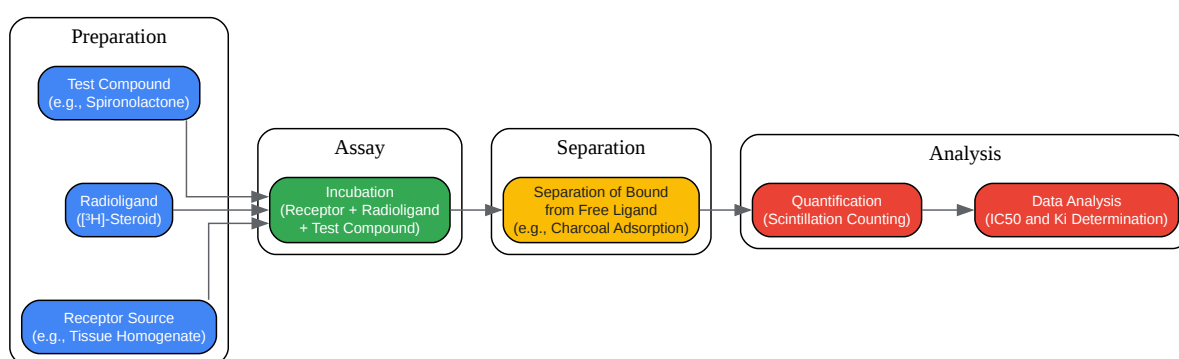 Preparation
Test Compound
(e.g., Spironolactone)
Radioligand
([³H]-Steroid)
Receptor Source
(e.g., Tissue Homogenate)
Assay
Incubation
(Receptor + Radioligand
+ Test Compound)
Separation
Separation of Bound
from Free Ligand
(e.g., Charcoal Adsorption)
Analysis
Quantification
(Scintillation Counting)
Data Analysis
(IC50 and Ki Determination)